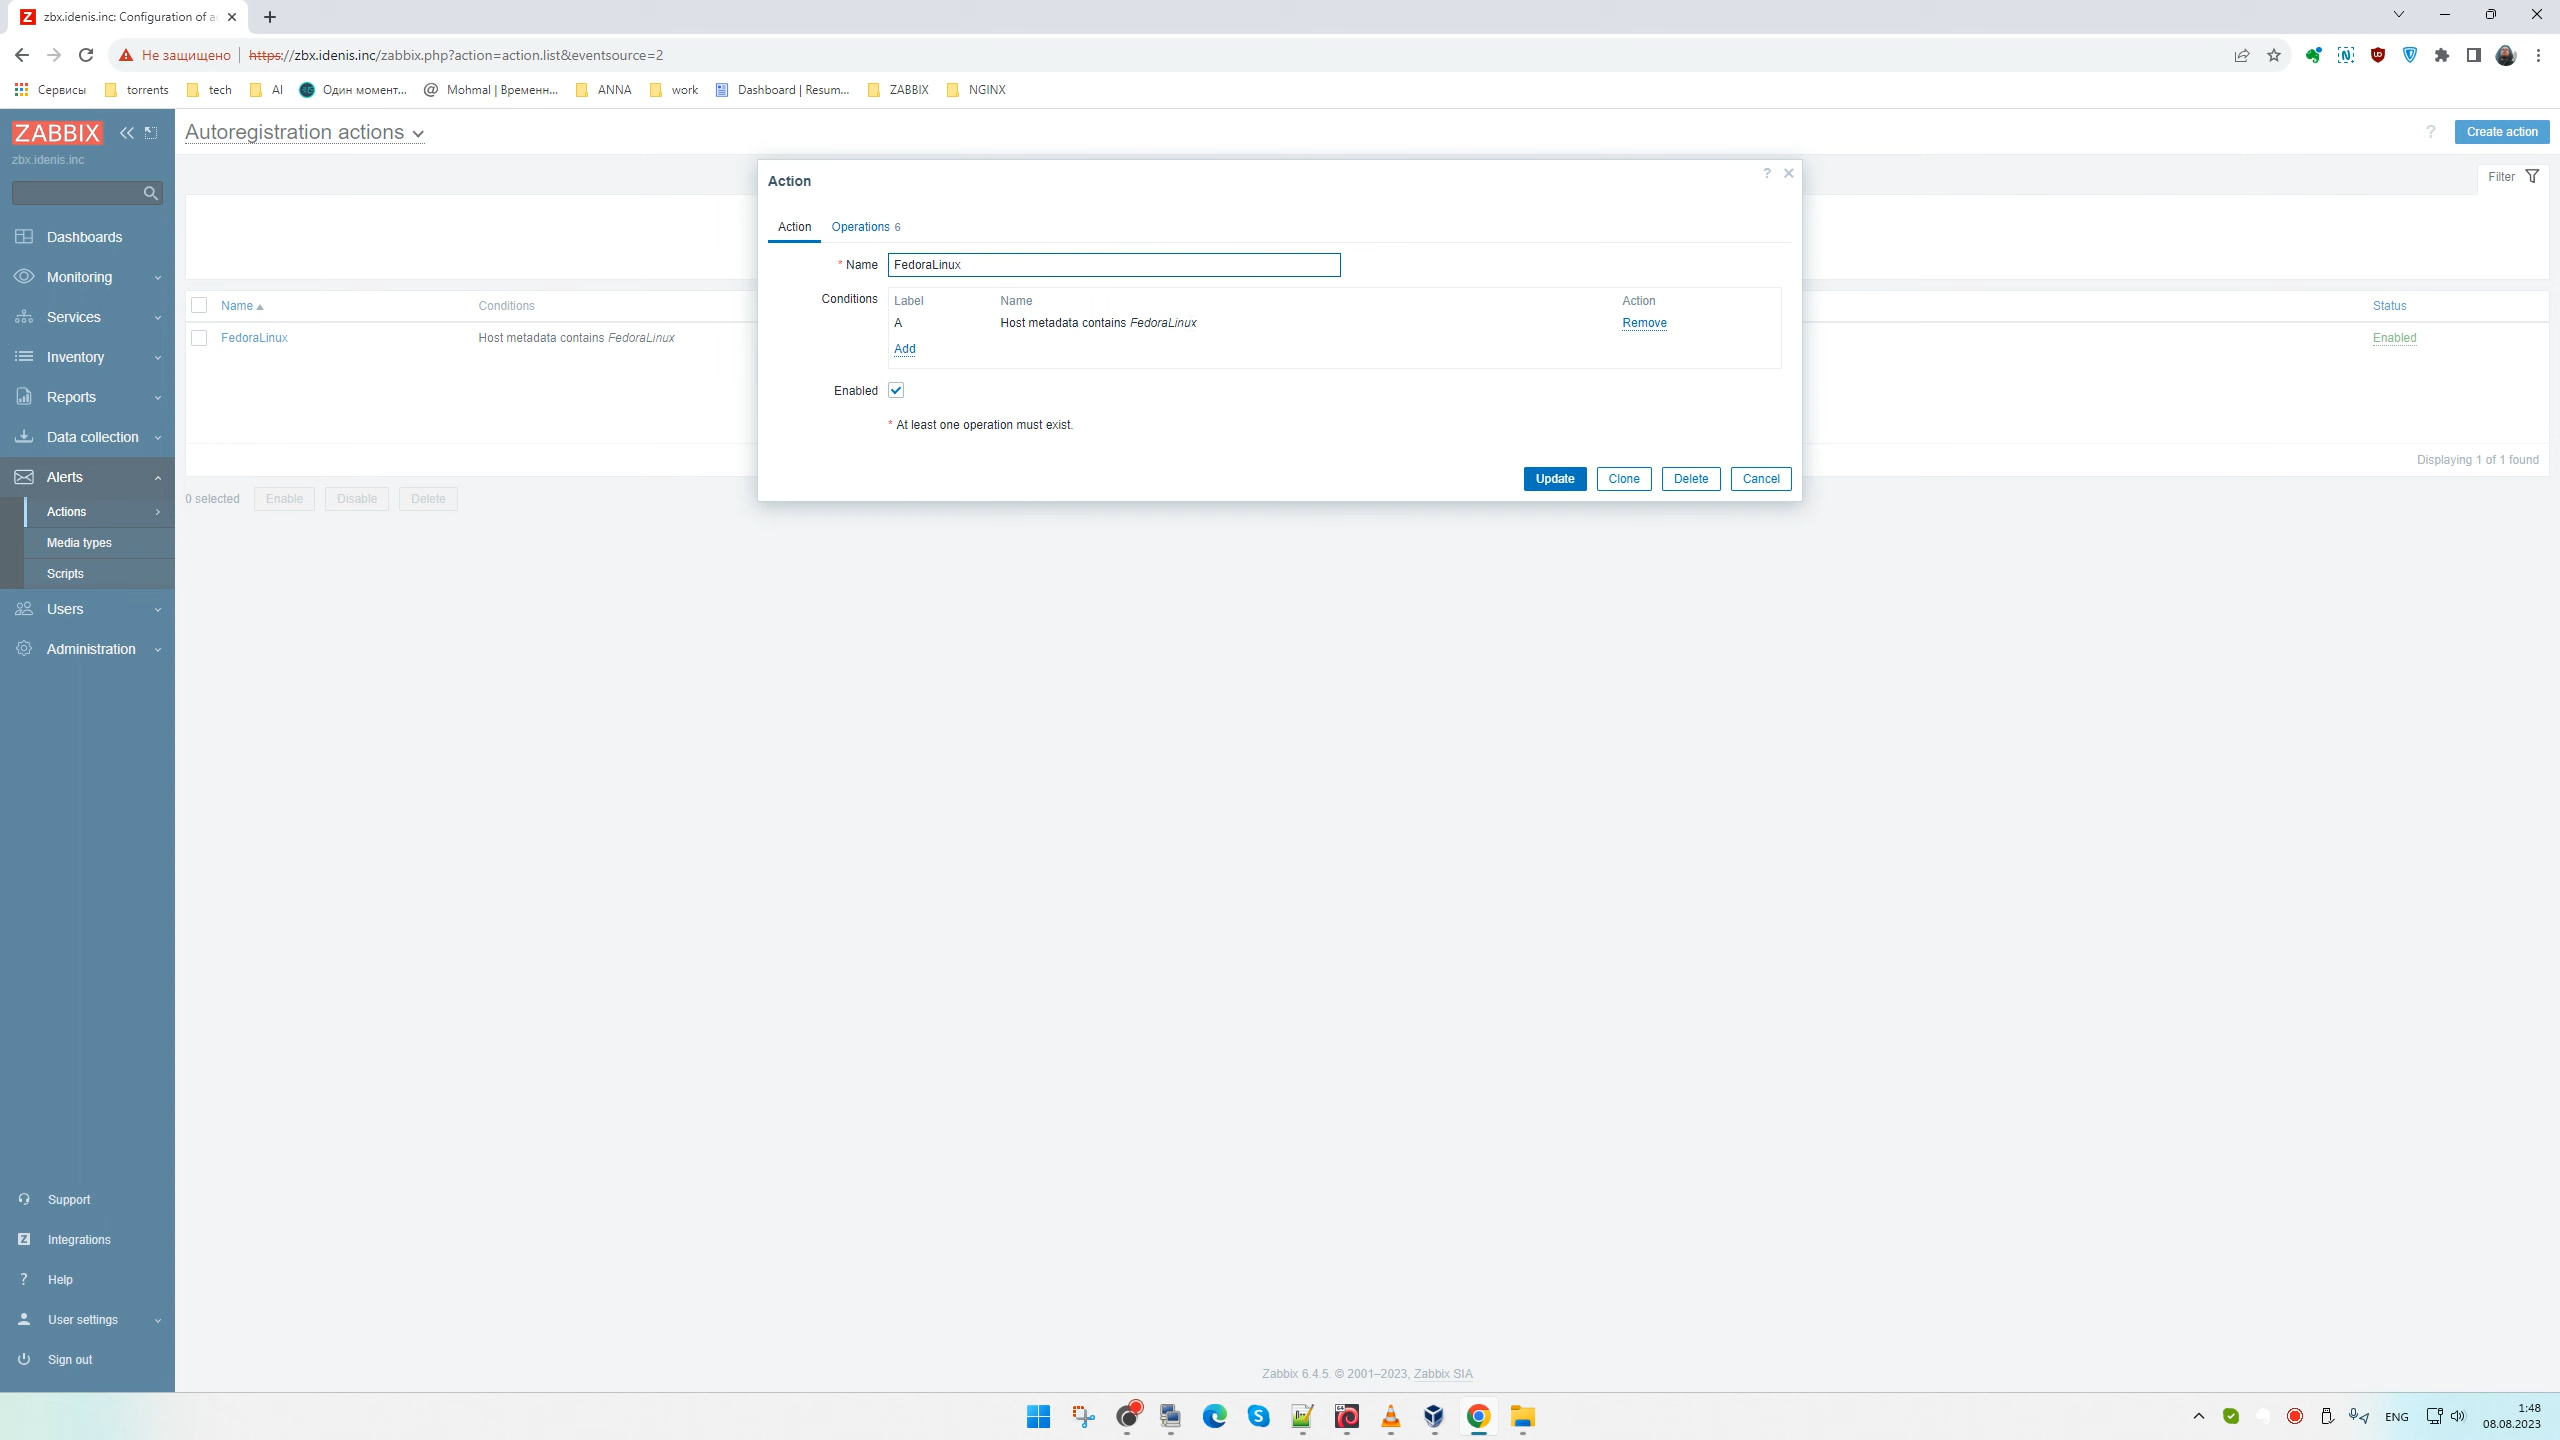 zbx.idenis.inc: Configuration of a
Не защищено
https://zbx.idenis.inc/zabbix.php?action=action.list&eventsource=2
Сервисы
torrents
tech
AI
Один момент...
Mohmal | Временн...
ANNA
work
Dashboard | Resum...
ZABBIX
NGINX
ZABBIX
zbx.idenis.inc
Autoregistration actions
?
Create action
Filter
Dashboards
Monitoring
Services
Inventory
Reports
Data collection
Alerts
Actions
Media types
Scripts
Users
Administration
Support
Integrations
Help
User settings
Sign out
Name
Conditions
Status
FedoraLinux
Host metadata contains FedoraLinux
Enabled
Displaying 1 of 1 found
0 selected
Enable
Disable
Delete
Action
?
Action
Operations 6
* Name
FedoraLinux
Conditions
Label
Name
Action
A
Host metadata contains FedoraLinux
Remove
Add
Enabled
* At least one operation must exist.
Update
Clone
Delete
Cancel
Zabbix 6.4.5. © 2001–2023, Zabbix SIA
ENG
1:48
08.08.2023